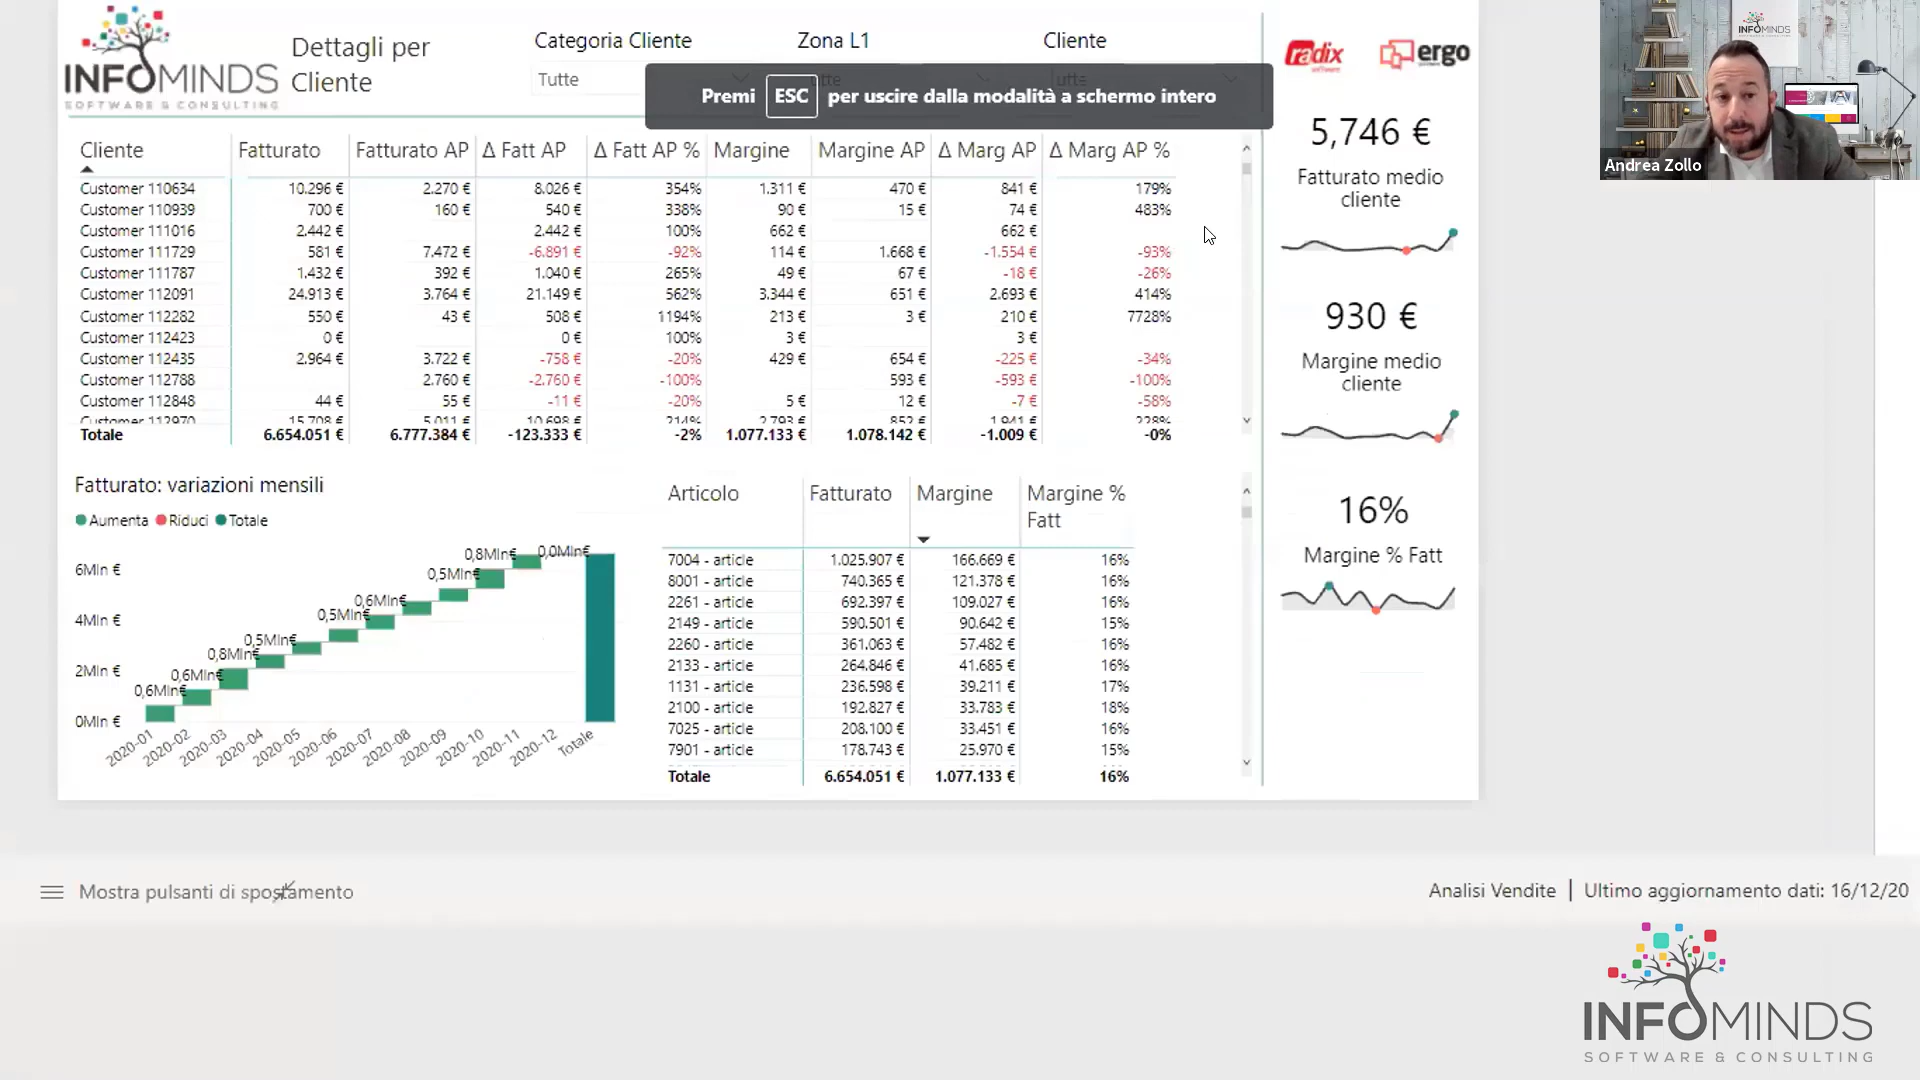 INFOMINDS
SOFTWARE & CONSULTING
Dettagli per
Cliente
Categoria Cliente
Tutte
Zona L1
Cliente
Premi ESC per uscire dalla modalità a schermo intero
radix
software
ergo
INFOMINDS
Andrea Zollo
Cliente Fatturato Fatturato AP Δ Fatt AP Δ Fatt AP % Margine Margine AP Δ Marg AP Δ Marg AP %
Customer 110634 10.296 € 2.270 € 8.026 € 354% 1.311 € 470 € 841 € 179%
Customer 110939 700 € 160 € 540 € 338% 90 € 15 € 74 € 483%
Customer 111016 2.442 € 2.442 € 100% 662 € 662 €
Customer 111729 581 € 7.472 € -6.891 € -92% 114 € 1.668 € -1.554 € -93%
Customer 111787 1.432 € 392 € 1.040 € 265% 49 € 67 € -18 € -26%
Customer 112091 24.913 € 3.764 € 21.149 € 562% 3.344 € 651 € 2.693 € 414%
Customer 112282 550 € 43 € 508 € 1194% 213 € 3 € 210 € 7728%
Customer 112423 0 € 0 € 100% 3 € 3 €
Customer 112435 2.964 € 3.722 € -758 € -20% 429 € 654 € -225 € -34%
Customer 112788 2.760 € -2.760 € -100% 593 € -593 € -100%
Customer 112848 44 € 55 € -11 € -20% 5 € 12 € -7 € -58%
Customer 112970 15.708 € 5.011 € 10.698 € 214% 2.793 € 852 € 1.941 € 228%
Totale 6.654.051 € 6.777.384 € -123.333 € -2% 1.077.133 € 1.078.142 € -1.009 € -0%
5,746 €
Fatturato medio
cliente
930 €
Margine medio
cliente
16%
Margine % Fatt
Fatturato: variazioni mensili
Aumenta Riduci Totale
6Mln €
4Mln €
2Mln €
0Mln €
0,6Mln€
0,6Mln€
0,8Mln€
0,5Mln€
0,5Mln€
0,6Mln€
0,5Mln€
0,8Mln€
0,0Mln€
2020-01 2020-02 2020-03 2020-04 2020-05 2020-06 2020-07 2020-08 2020-09 2020-10 2020-11 2020-12 Totale
Articolo Fatturato Margine Margine %
Fatt
7004 - article 1.025.907 € 166.669 € 16%
8001 - article 740.365 € 121.378 € 16%
2261 - article 692.397 € 109.027 € 16%
2149 - article 590.501 € 90.642 € 15%
2260 - article 361.063 € 57.482 € 16%
2133 - article 264.846 € 41.685 € 16%
1131 - article 236.598 € 39.211 € 17%
2100 - article 192.827 € 33.783 € 18%
7025 - article 208.100 € 33.451 € 16%
7901 - article 178.743 € 25.970 € 15%
Totale 6.654.051 € 1.077.133 € 16%
Mostra pulsanti di spostamento
Analisi Vendite | Ultimo aggiornamento dati: 16/12/20
INFOMINDS
SOFTWARE & CONSULTING